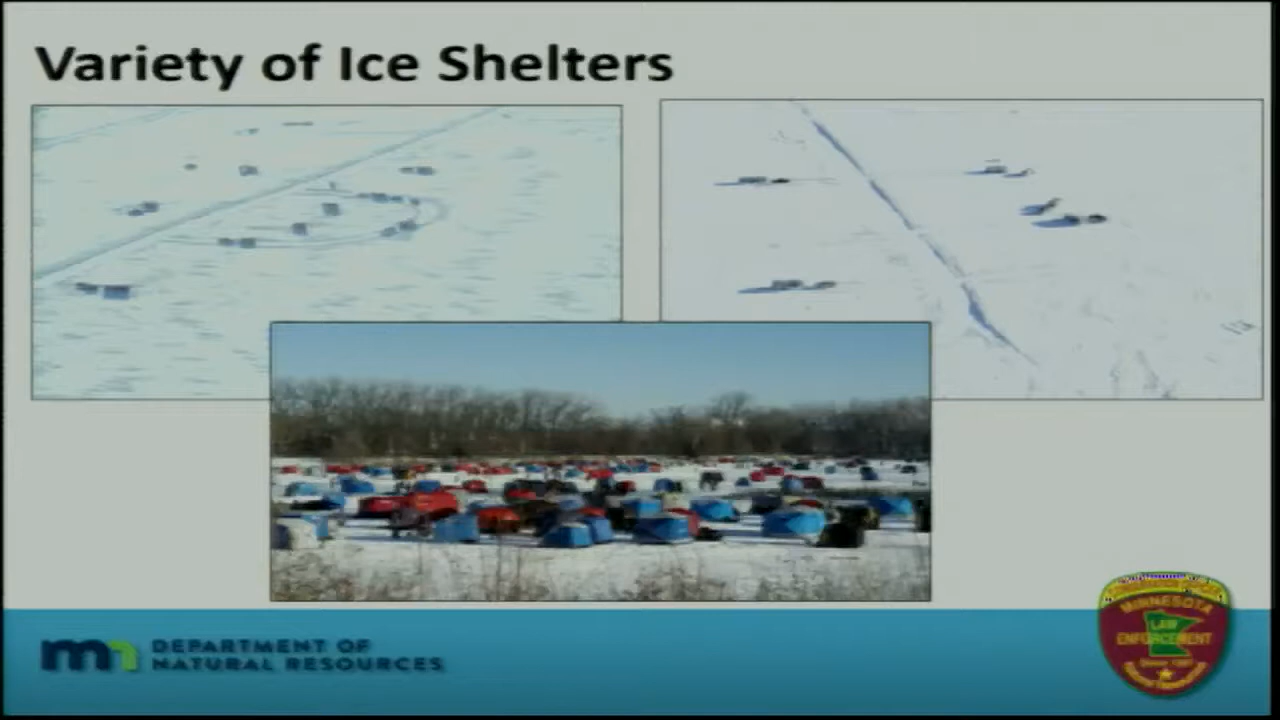 Variety of Ice Shelters
DEPARTMENT OF
NATURAL RESOURCES
MINNESOTA
LAW
ENFORCEMENT